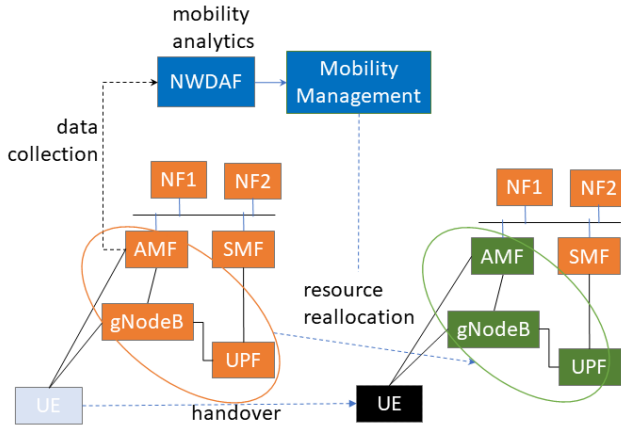 mobility
analytics
NWDAF
Mobility
Management
data
collection
NF1
NF2
AMF
SMF
gNodeB
UPF
UE
handover
resource
reallocation
NF1
NF2
AMF
SMF
gNodeB
UPF
UE